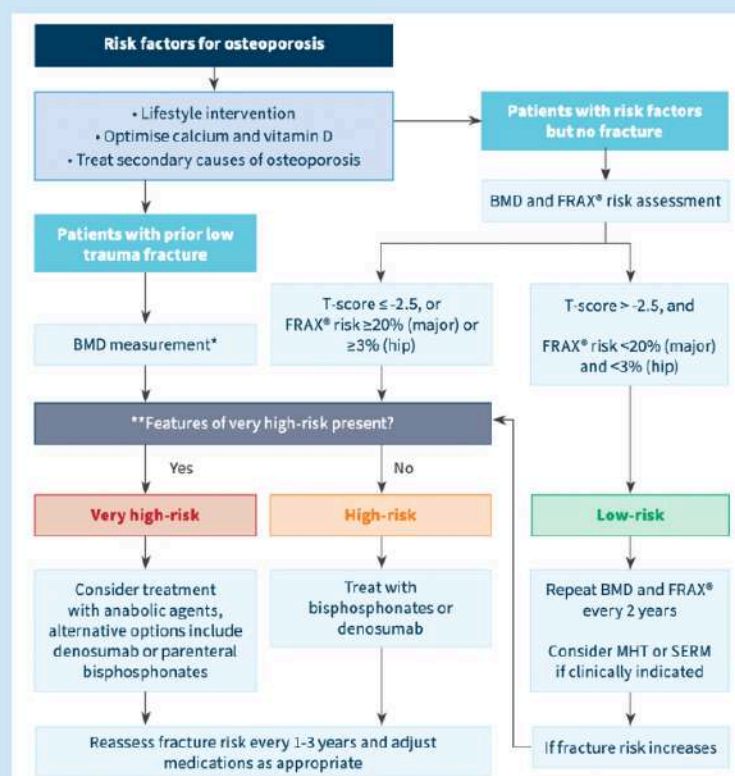 Risk factors for osteoporosis
• Lifestyle intervention
• Optimise calcium and vitamin D
• Treat secondary causes of osteoporosis
Patients with risk factors
but no fracture
BMD and FRAX® risk assessment
Patients with prior low
trauma fracture
BMD measurement*
T-score ≤ -2.5, or
FRAX® risk ≥20% (major) or
≥3% (hip)
T-score > -2.5, and
FRAX® risk <20% (major)
and <3% (hip)
**Features of very high-risk present?
Yes
No
Very high-risk
High-risk
Low-risk
Consider treatment
with anabolic agents,
alternative options include
denosumab or parenteral
bisphosphonates
Treat with
bisphosphonates or
denosumab
Repeat BMD and FRAX®
every 2 years
Consider MHT or SERM
if clinically indicated
Reassess fracture risk every 1-3 years and adjust
medications as appropriate
If fracture risk increases